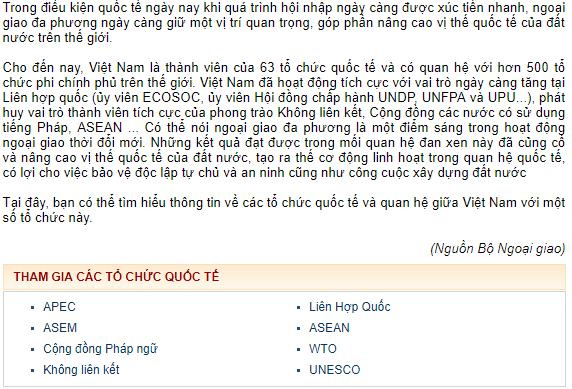 Trong điều kiện quốc tế ngày nay khi quá trình hội nhập ngày càng được xúc tiến nhanh, ngoại
giao đa phương ngày càng giữ một vị trí quan trọng, góp phần nâng cao vị thế quốc tế của đất
nước trên thế giới.
Cho đến nay, Việt Nam là thành viên của 63 tổ chức quốc tế và có quan hệ với hơn 500 tổ
chức phi chính phủ trên thế giới. Việt Nam đã hoạt động tích cực với vai trò ngày càng tăng tại
Liên hợp quốc (ủy viên ECOSOC, ủy viên Hội đồng chấp hành UNDP, UNFPA và UPU...), phát
huy vai trò thành viên tích cực của phong trào Không liên kết, Cộng đồng các nước có sử dụng
tiếng Pháp, ASEAN ... Có thể nói ngoại giao đa phương là một điểm sáng trong hoạt động
ngoại giao thời đổi mới. Những kết quả đạt được trong mối quan hệ đan xen này đã củng cố
và nâng cao vị thế quốc tế của đất nước, tạo ra thế cơ động linh hoạt trong quan hệ quốc tế,
có lợi cho việc bảo vệ độc lập tự chủ và an ninh cũng như công cuộc xây dựng đất nước
Tại đây, bạn có thể tìm hiểu thông tin về các tổ chức quốc tế và quan hệ giữa Việt Nam với một
số tổ chức này.
(Nguồn Bộ Ngoại giao)
THAM GIA CÁC TỔ CHỨC QUỐC TẾ
APEC
Liên Hợp Quốc
ASEM
ASEAN
Cộng đồng Pháp ngữ
WTO
Không liên kết
UNESCO